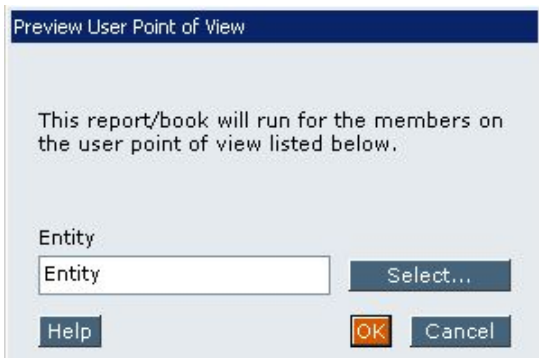 Preview User Point of View
This report/book will run for the members on
the user point of view listed below.
Entity
Entity Select...
Help OK Cancel